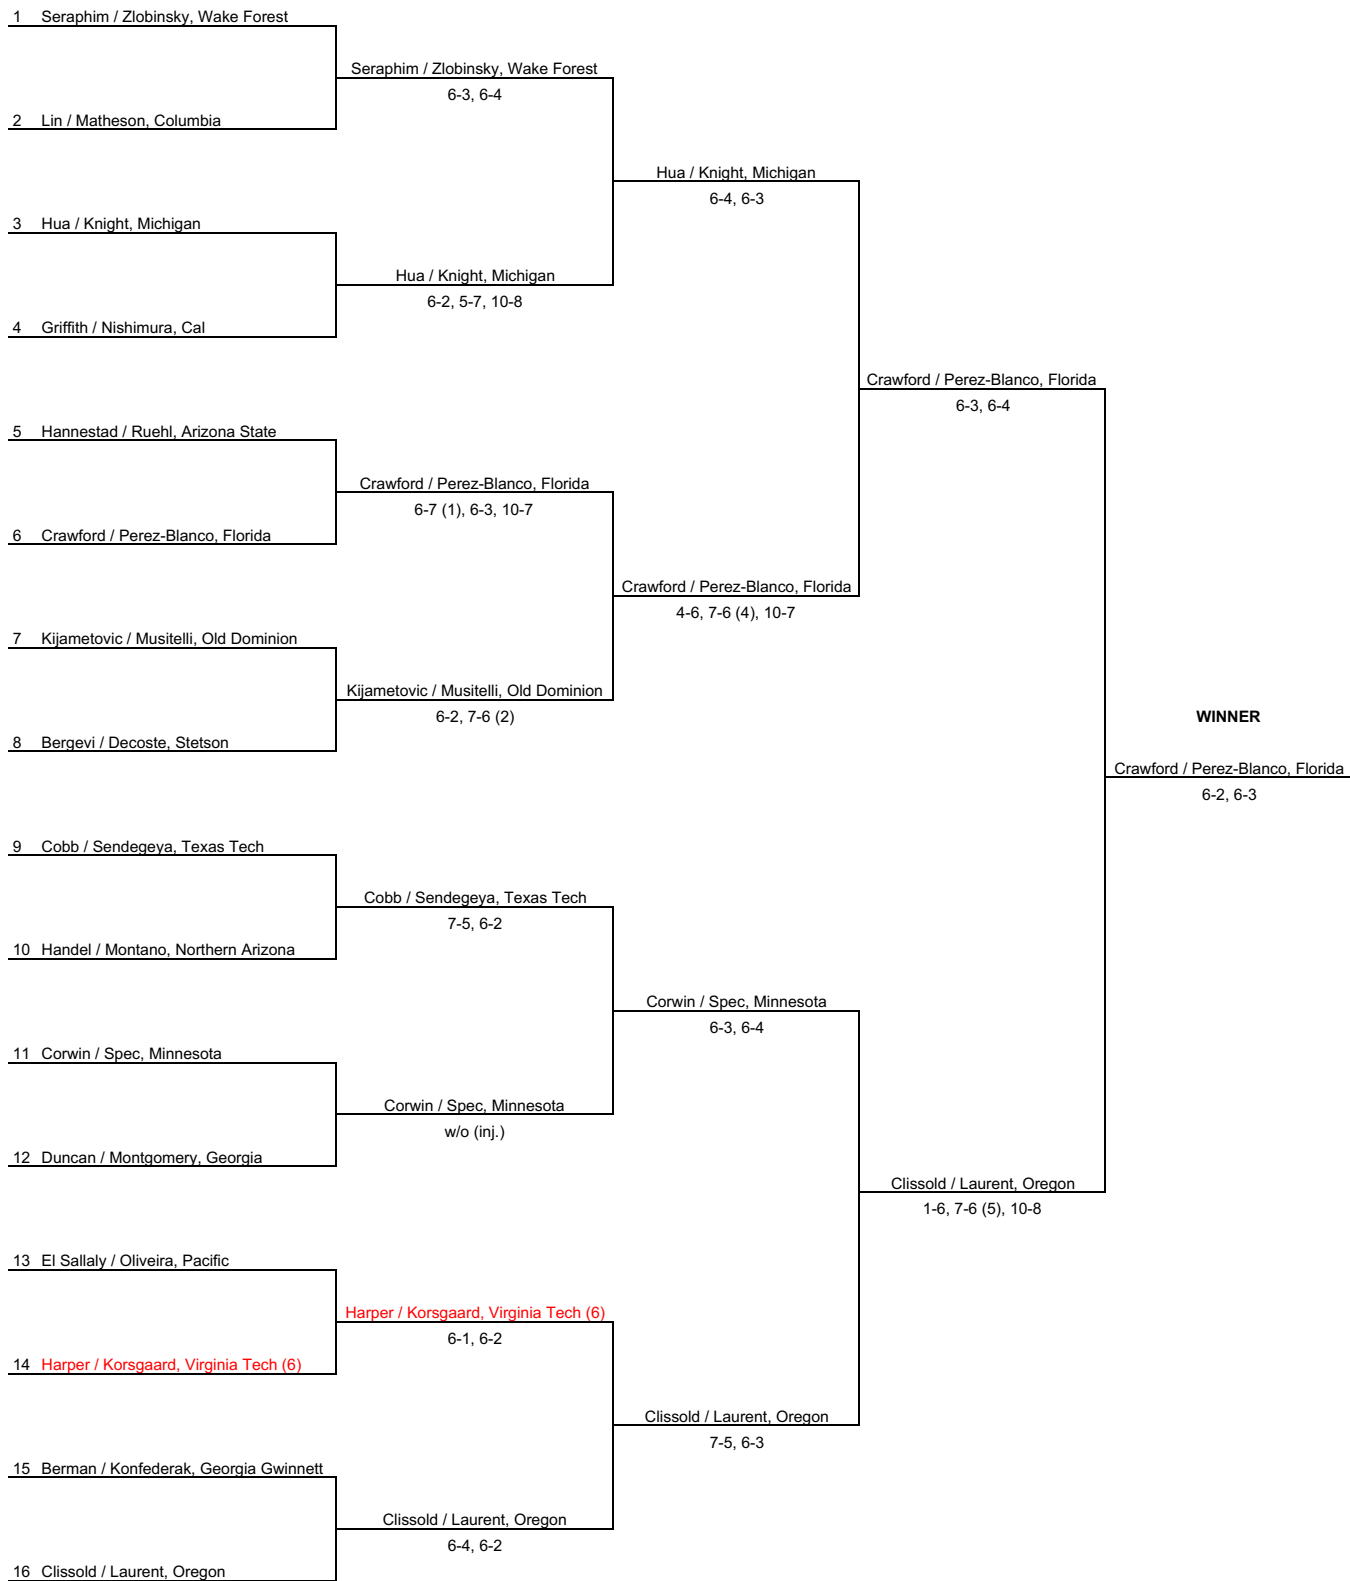 1 Seraphim / Zlobinsky, Wake Forest
Seraphim / Zlobinsky, Wake Forest
6-3, 6-4
2 Lin / Matheson, Columbia
Hua / Knight, Michigan
6-4, 6-3
3 Hua / Knight, Michigan
Hua / Knight, Michigan
6-2, 5-7, 10-8
4 Griffith / Nishimura, Cal
Crawford / Perez-Blanco, Florida
6-3, 6-4
5 Hannestad / Ruehl, Arizona State
Crawford / Perez-Blanco, Florida
6-7 (1), 6-3, 10-7
6 Crawford / Perez-Blanco, Florida
Crawford / Perez-Blanco, Florida
4-6, 7-6 (4), 10-7
7 Kijametovic / Musitelli, Old Dominion
Kijametovic / Musitelli, Old Dominion
6-2, 7-6 (2)
WINNER
8 Bergevi / Decoste, Stetson
Crawford / Perez-Blanco, Florida
6-2, 6-3
9 Cobb / Sendegeya, Texas Tech
Cobb / Sendegeya, Texas Tech
7-5, 6-2
10 Handel / Montano, Northern Arizona
Corwin / Spec, Minnesota
6-3, 6-4
11 Corwin / Spec, Minnesota
Corwin / Spec, Minnesota
w/o (inj.)
12 Duncan / Montgomery, Georgia
Clissold / Laurent, Oregon
1-6, 7-6 (5), 10-8
13 El Sallaly / Oliveira, Pacific
Harper / Korsgaard, Virginia Tech (6)
6-1, 6-2
14 Harper / Korsgaard, Virginia Tech (6)
Clissold / Laurent, Oregon
7-5, 6-3
15 Berman / Konfederak, Georgia Gwinnett
Clissold / Laurent, Oregon
6-4, 6-2
16 Clissold / Laurent, Oregon